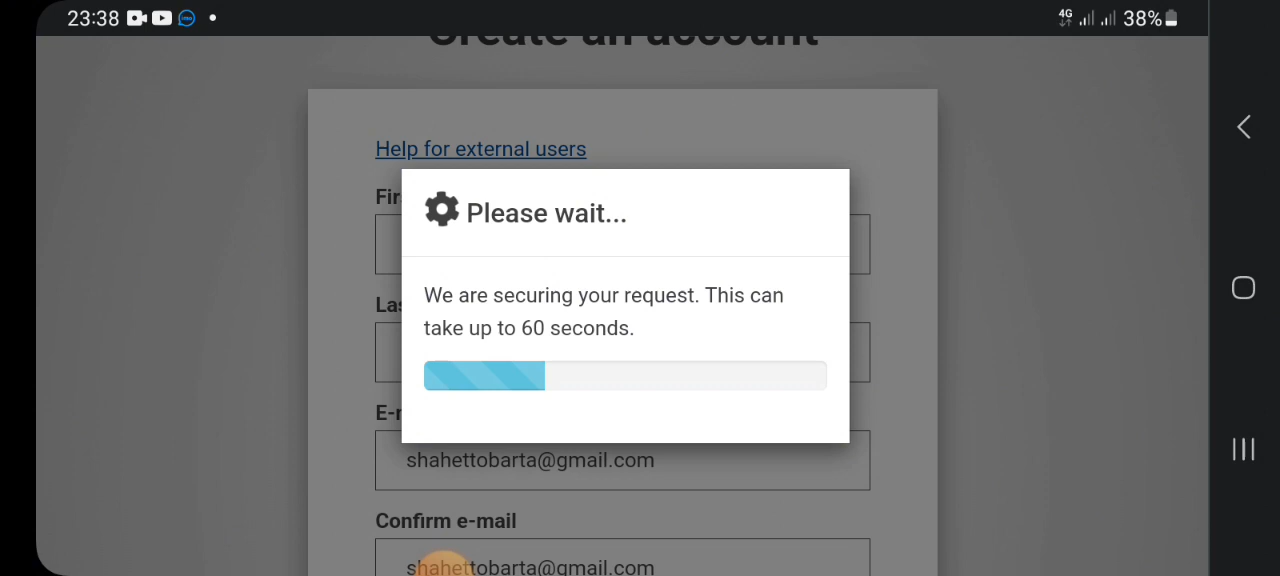 23:38
4G
38%
Create an account
Help for external users
Please wait...
We are securing your request. This can
take up to 60 seconds.
shahettobarta@gmail.com
Confirm e-mail
shahettobarta@gmail.com